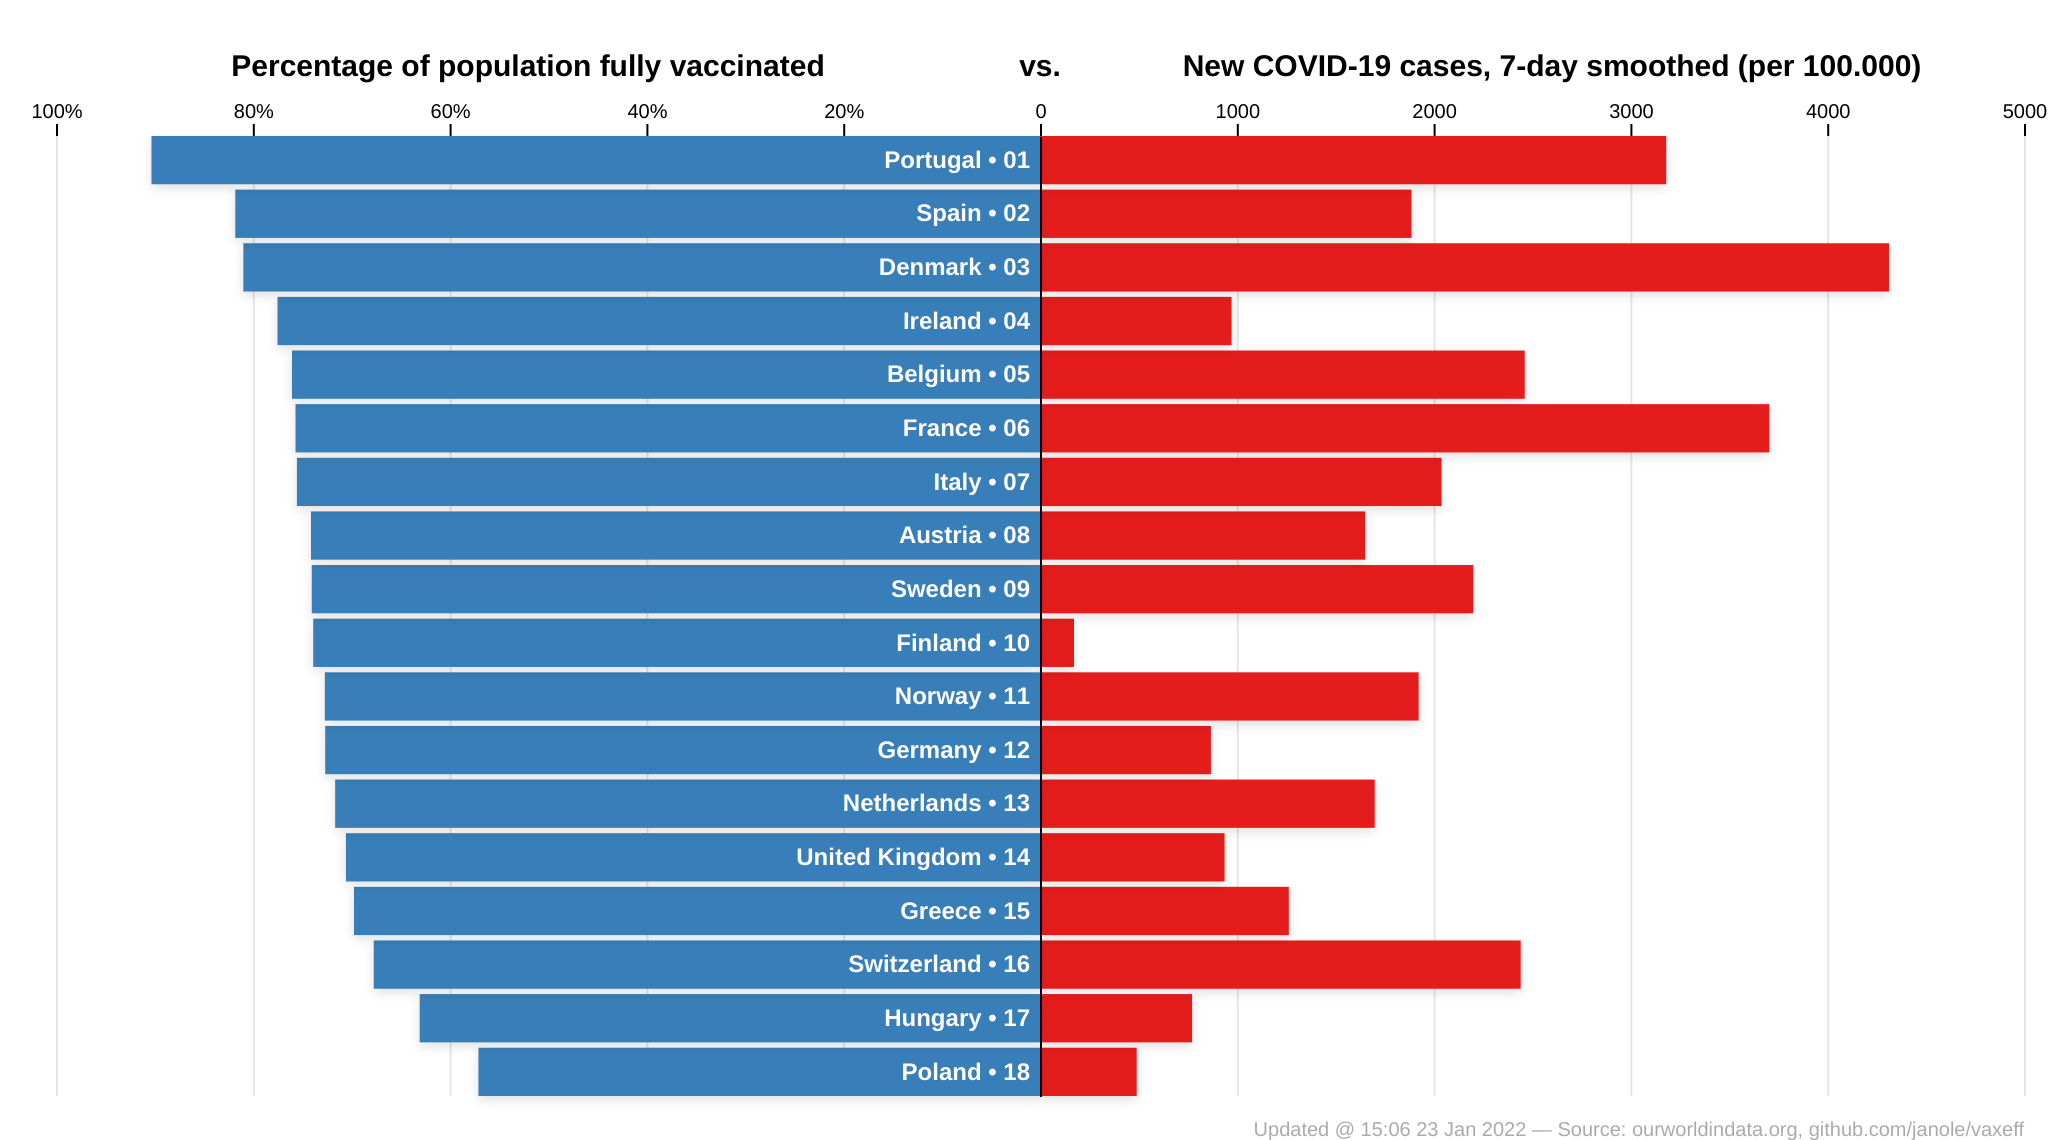 Percentage of population fully vaccinated vs. New COVID-19 cases, 7-day smoothed (per 100.000)
100% 80% 60% 40% 20% 0 1000 2000 3000 4000 5000
Portugal • 01
Spain • 02
Denmark • 03
Ireland • 04
Belgium • 05
France • 06
Italy • 07
Austria • 08
Sweden • 09
Finland • 10
Norway • 11
Germany • 12
Netherlands • 13
United Kingdom • 14
Greece • 15
Switzerland • 16
Hungary • 17
Poland • 18
Updated @ 15:06 23 Jan 2022 — Source: ourworldindata.org, github.com/janole/vaxeff